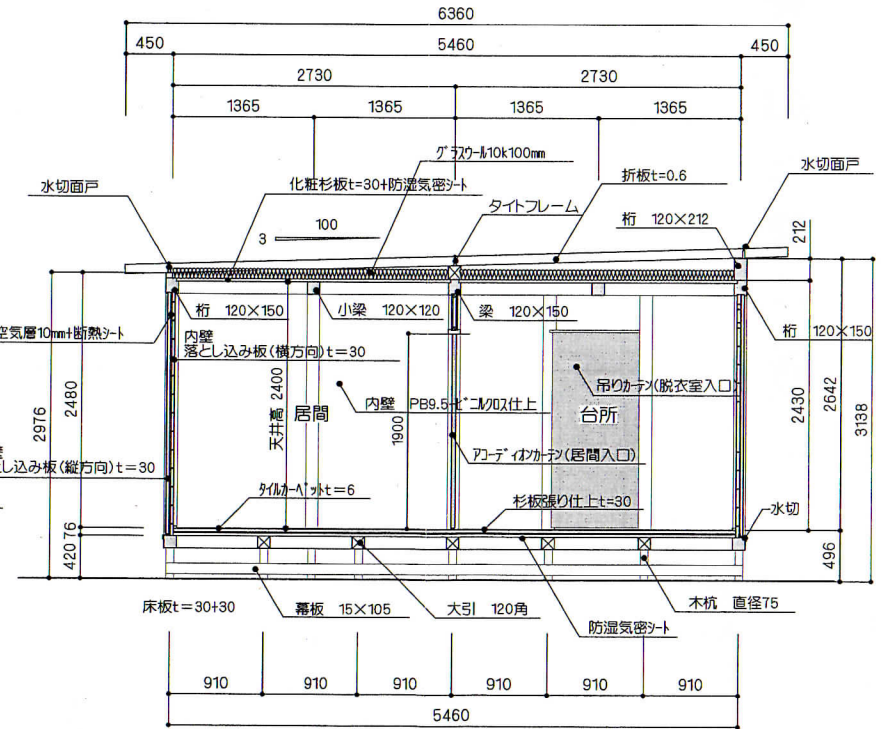 6360
450
5460
450
2730
2730
1365
1365
1365
1365
グラスウール10k100mm
水切面戸
化粧杉板t=30+防湿気密シート
タイトフレーム
折板t=0.6
水切面戸
桁 120×212
212
3
100
桁 120×150
小梁 120×120
梁 120×150
桁 120×150
空気層10mm+断熱シート
内壁
落とし込み板(横方向)t=30
天井高 2400
居間
内壁 PB9.5-ビニルクロス仕上
1900
吊りカーテン(脱衣室入口)
台所
アコーディオンカーテン(居間入口)
2976
2480
76
420
2430
2642
3138
496
とし込み板(縦方向)t=30
タイルカーペットt=6
杉板張り仕上t=30
水切
床板t=30+30
幕板 15×105
大引 120角
防湿気密シート
木杭 直径75
910
910
910
910
910
910
5460